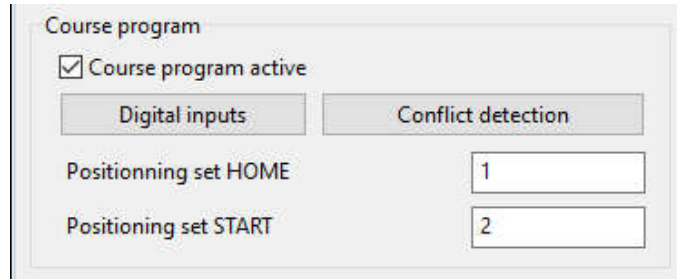 Course program
Course program active
Digital inputs Conflict detection
Positionning set HOME 1
Positioning set START 2